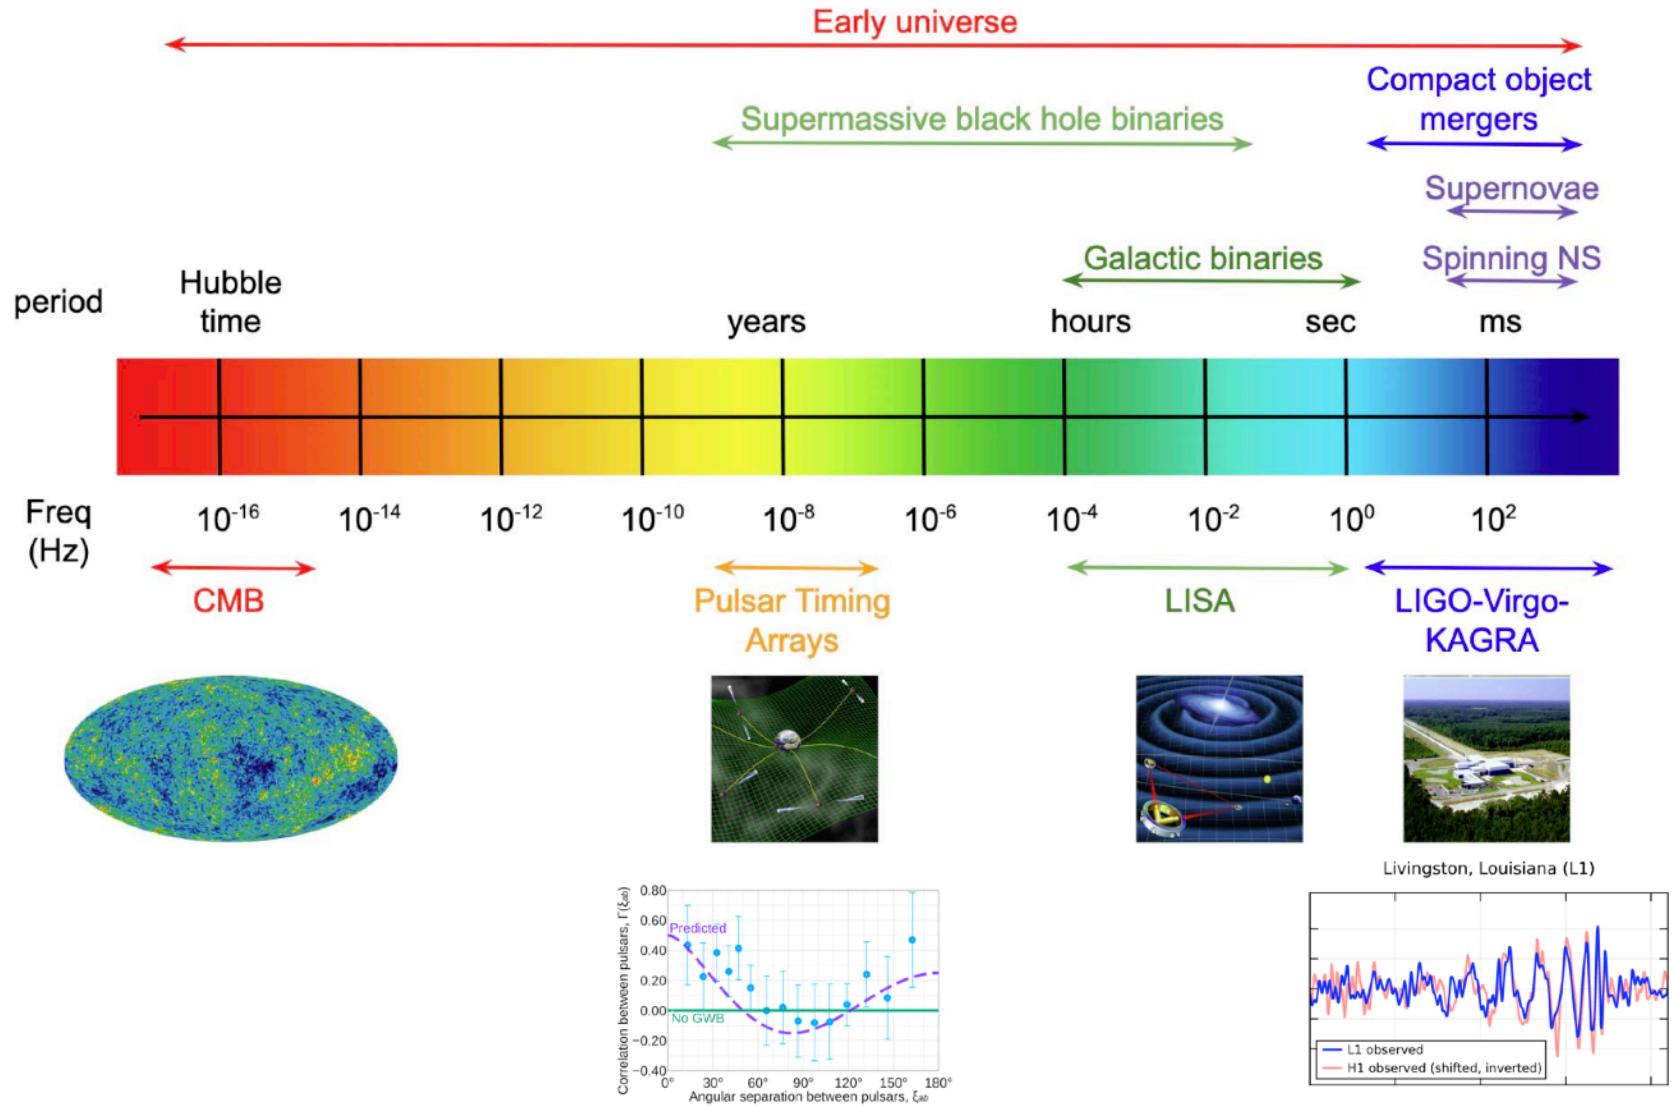 Early universe
Compact object
mergers
Supermassive black hole binaries
Supernovae
Galactic binaries
Spinning NS
period
Hubble
time
years
hours
sec
ms
Freq
(Hz)
10⁻¹⁶
10⁻¹⁴
10⁻¹²
10⁻¹⁰
10⁻⁸
10⁻⁶
10⁻⁴
10⁻²
10⁰
10²
CMB
Pulsar Timing
Arrays
LISA
LIGO-Virgo-
KAGRA
Correlation between pulsars, Γ(ξab)
0.80
0.60
0.40
0.20
0.00
−0.20
−0.40
Predicted
No GWB
0°
30°
60°
90°
120°
150°
180°
Angular separation between pulsars, ξab
Livingston, Louisiana (L1)
L1 observed
H1 observed (shifted, inverted)